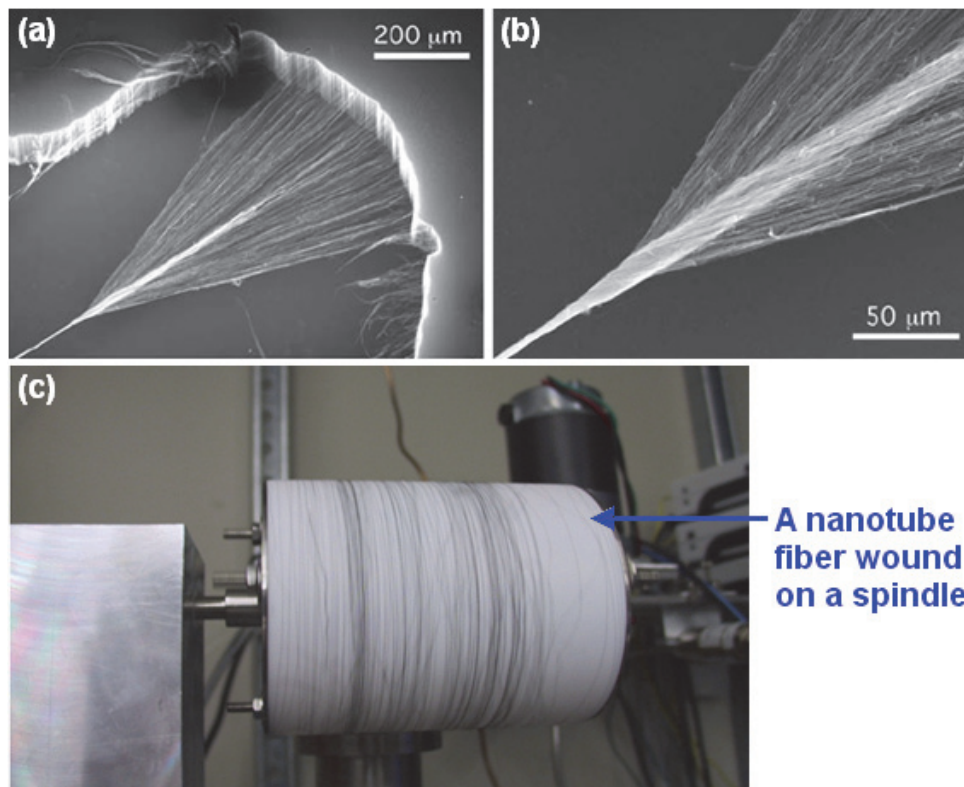 (a)
200 μm
(b)
50 μm
(c)
A nanotube
fiber wound
on a spindle